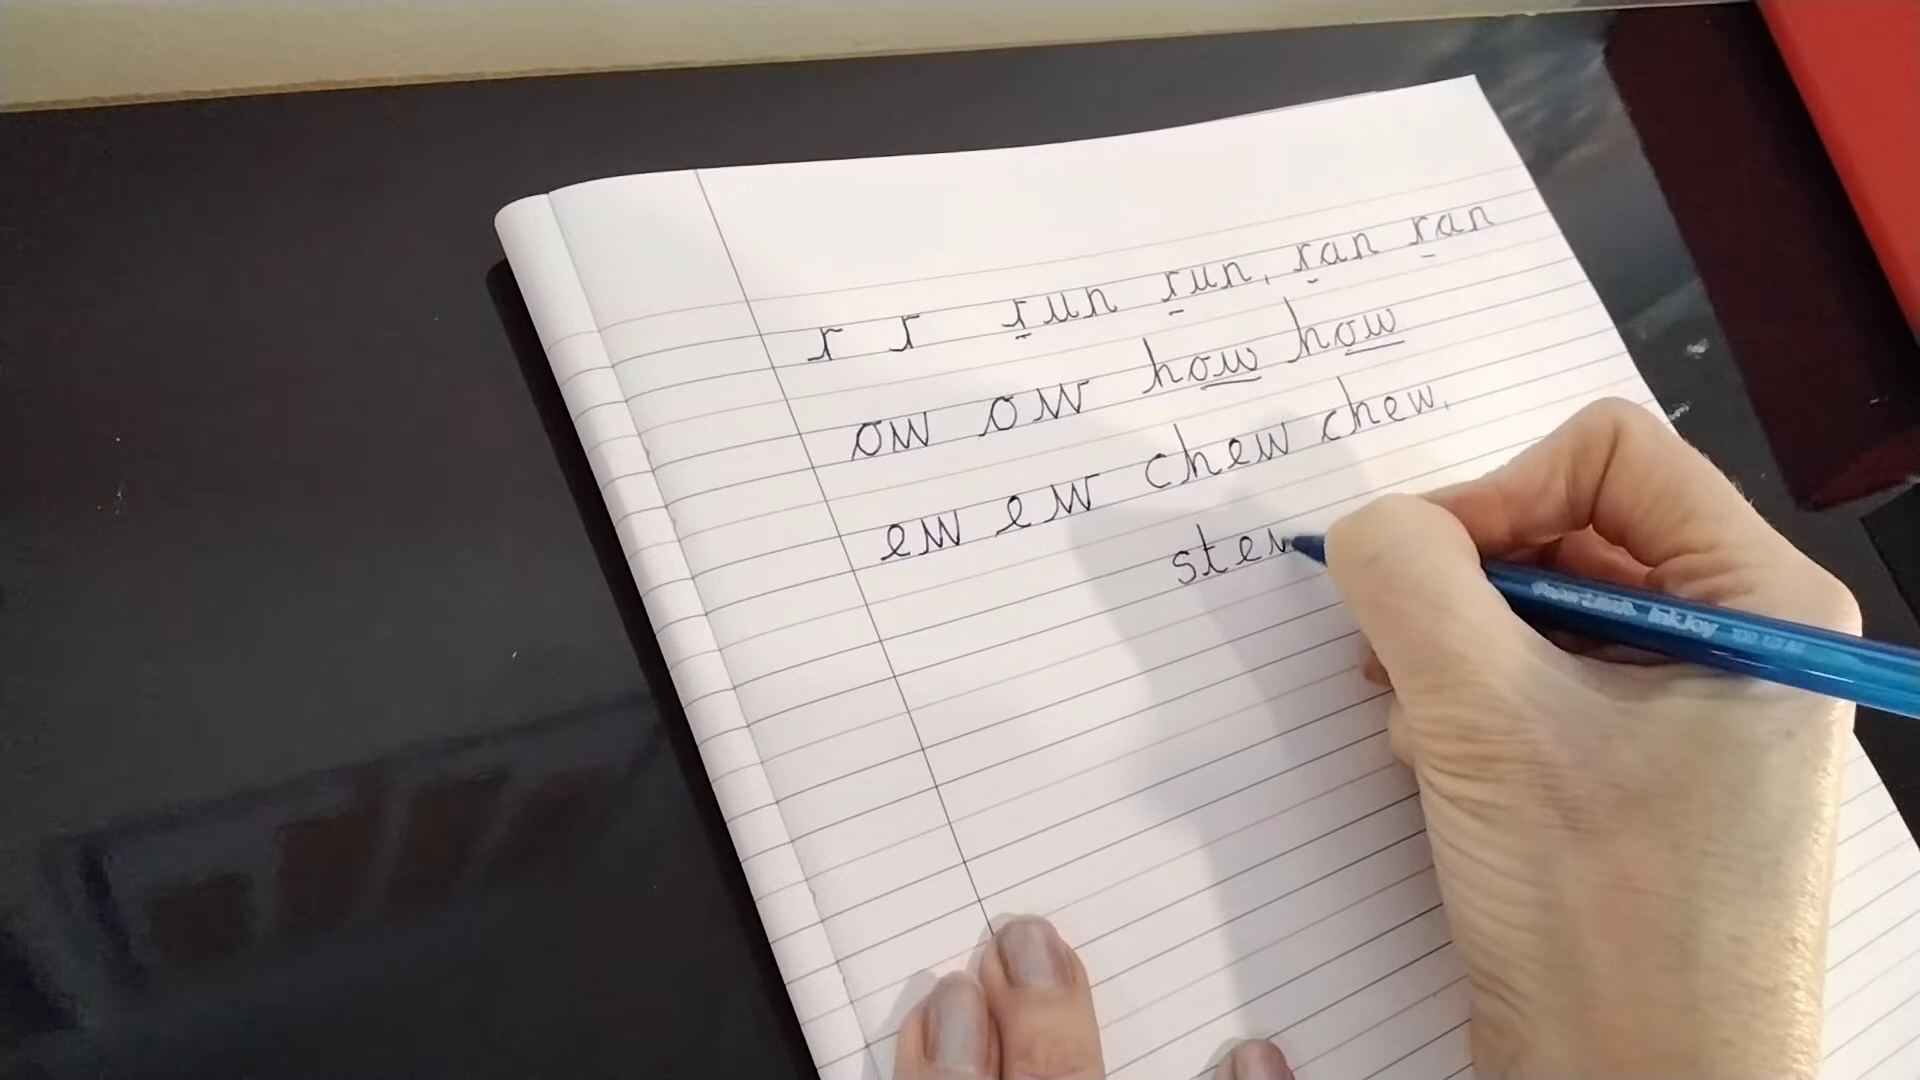 r r run run, ran ran
ow ow how how
ew ew chew chew,
ste